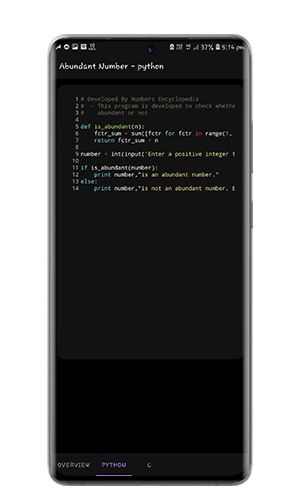 37% 5:14 pm
Abundant Number - python
1 # Developed By Numbers Encyclopedia
2 # - This program is developed to check whethe
3 # abundant or not
4
5 def is_abundant(n):
6 fctr_sum = sum([fctr for fctr in range(1,
7 return fctr_sum > n
8
9 number = int(input('Enter a positive integer t
10
11 if is_abundant(number):
12 print number,"is an abundant number."
13 else:
14 print number,"is not an abundant number. E
OVERVIEW PYTHON C